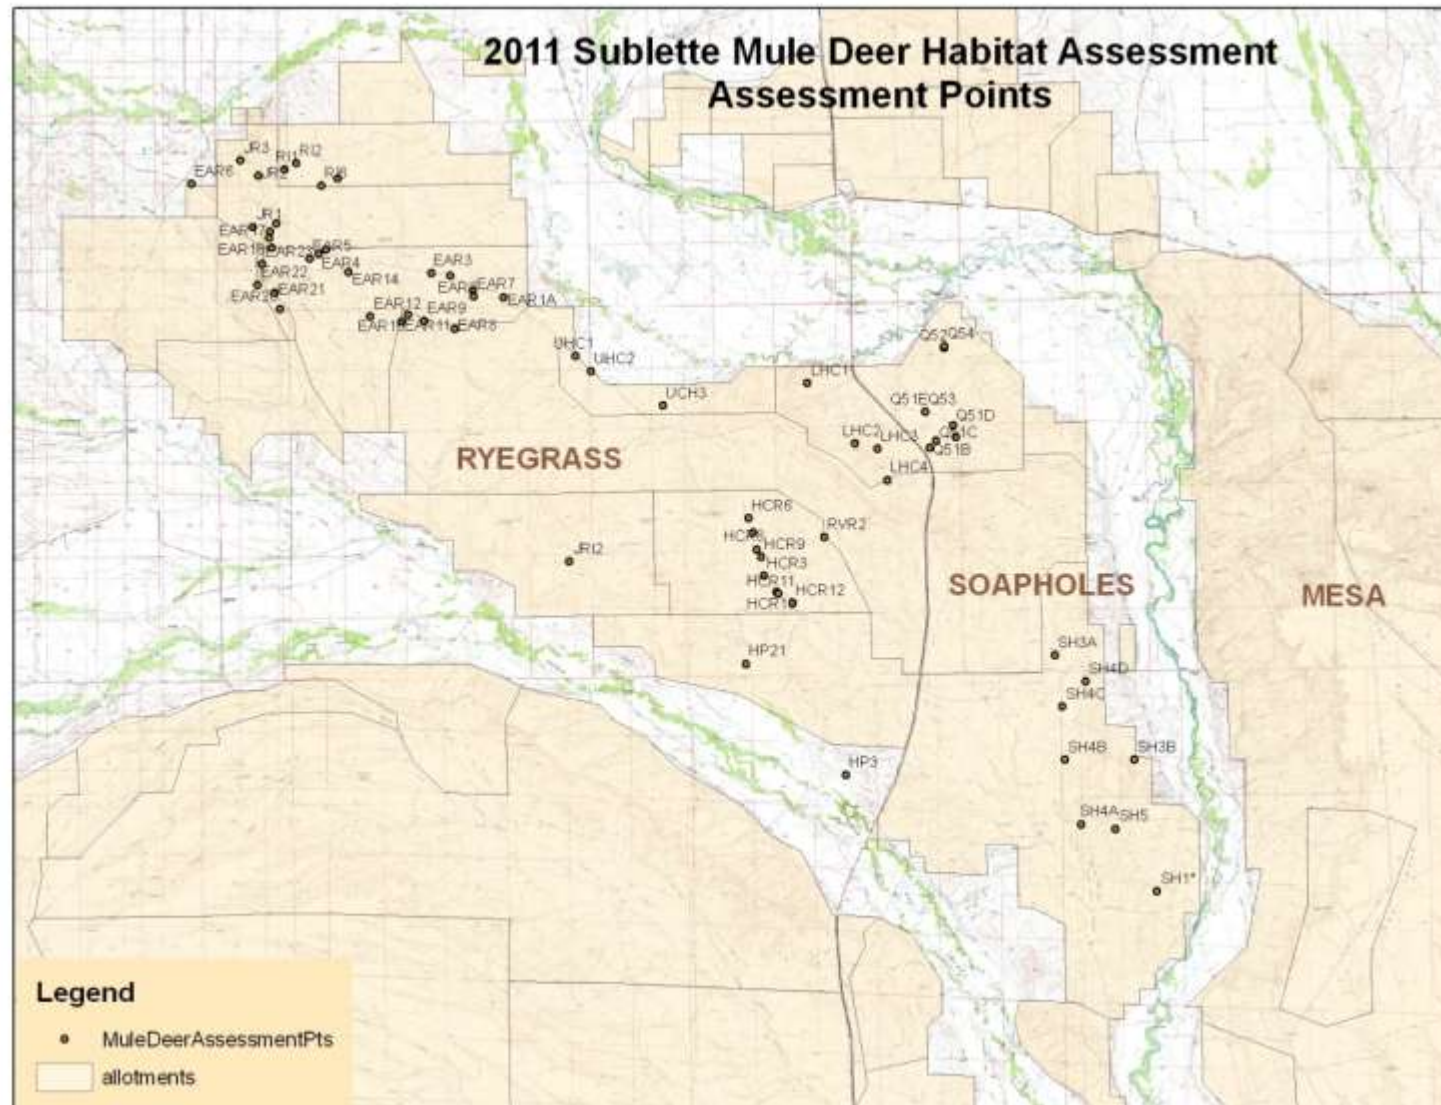 2011 Sublette Mule Deer Habitat Assessment
Assessment Points
JR3
RI1
RI2
EAR6
JR2
RI6
JR1
EAR5
EAR4
EAR22
EAR14
EAR3
EAR21
EAR7
EAR1A
EAR12
EAR9
EAR11
EAR8
UHC1
UHC2
Q52
Q54
LHC1
UCH3
Q51E
Q53
Q51D
Q51C
LHC2
LHC3
Q51B
RYEGRASS
LHC4
HCR6
RVR2
HCR9
JRI2
HCR3
HCR11
HCR12
SOAPHOLES
MESA
HP21
SH3A
SH4D
SH4C
SH4B
SH3B
HP3
SH4A
SH5
SH1*
Legend
MuleDeerAssessmentPts
allotments